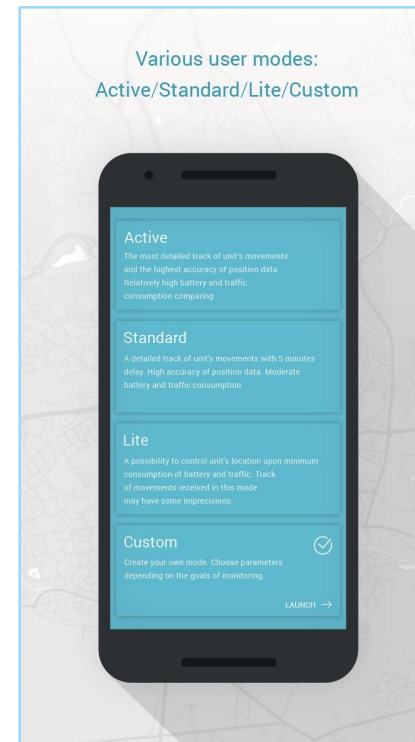 Various user modes:
Active/Standard/Lite/Custom
Active
The most detailed track of unit's movements
and the highest accuracy of position data.
Relatively high battery and traffic
consumption comparing
Standard
A detailed track of unit's movements with 5 minutes
delay. High accuracy of position data. Moderate
battery and traffic consumption.
Lite
A possibility to control unit's location upon minimum
consumption of battery and traffic. Track
of movements received in this mode
may have some imprecisions.
Custom
Create your own mode. Choose parameters
depending on the goals of monitoring.
LAUNCH →